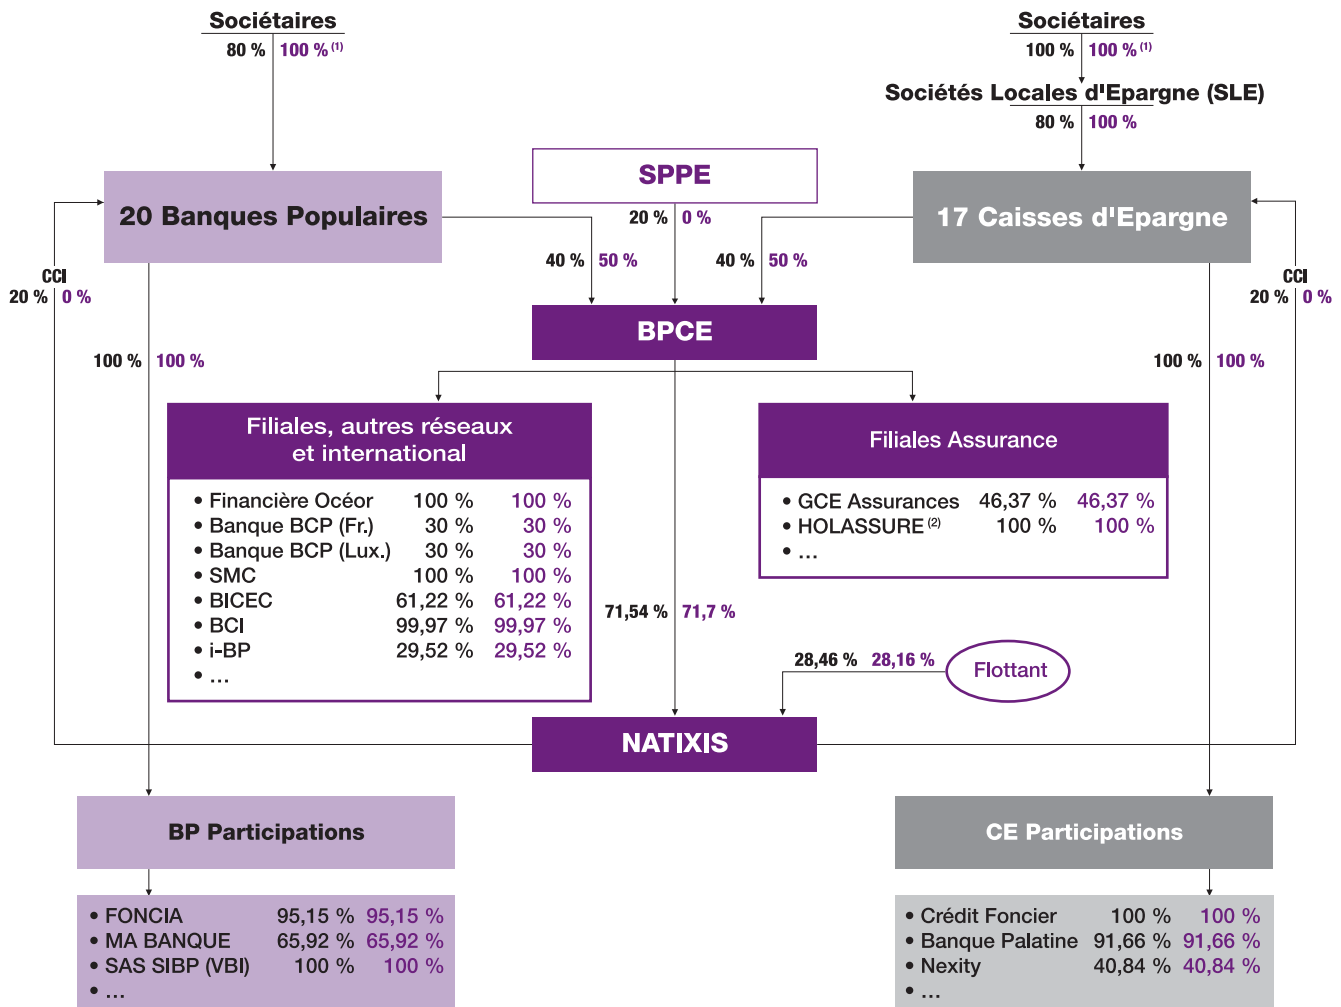 Sociétaires
80 % 100 % (1)
Sociétaires
100 % 100 % (1)
Sociétés Locales d'Epargne (SLE)
80 % 100 %
20 Banques Populaires
SPPE
20 % 0 %
17 Caisses d'Epargne
40 % 50 %
40 % 50 %
CCI
20 % 0 %
CCI
20 % 0 %
BPCE
100 % 100 %
100 % 100 %
Filiales, autres réseaux
et international
• Financière Océor 100 % 100 %
• Banque BCP (Fr.) 30 % 30 %
• Banque BCP (Lux.) 30 % 30 %
• SMC 100 % 100 %
• BICEC 61,22 % 61,22 %
• BCI 99,97 % 99,97 %
• i-BP 29,52 % 29,52 %
• ...
Filiales Assurance
• GCE Assurances 46,37 % 46,37 %
• HOLASSURE (2) 100 % 100 %
• ...
71,54 % 71,7 %
28,46 % 28,16 %
Flottant
NATIXIS
BP Participations
• FONCIA 95,15 % 95,15 %
• MA BANQUE 65,92 % 65,92 %
• SAS SIBP (VBI) 100 % 100 %
• ...
CE Participations
• Crédit Foncier 100 % 100 %
• Banque Palatine 91,66 % 91,66 %
• Nexity 40,84 % 40,84 %
• ...